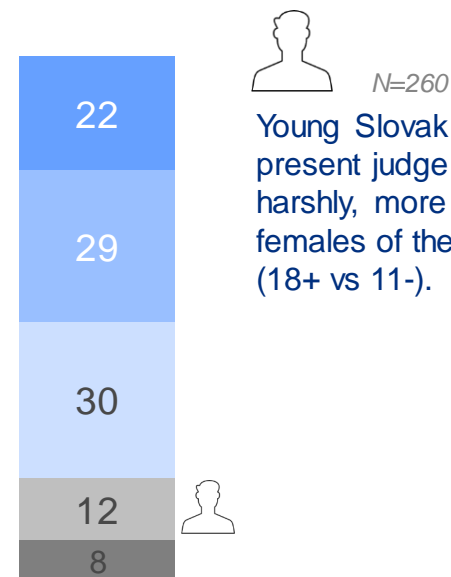 22
29
30
12
8
N=260
Young Slovak
present judge
harshly, more
females of the
(18+ vs 11-).